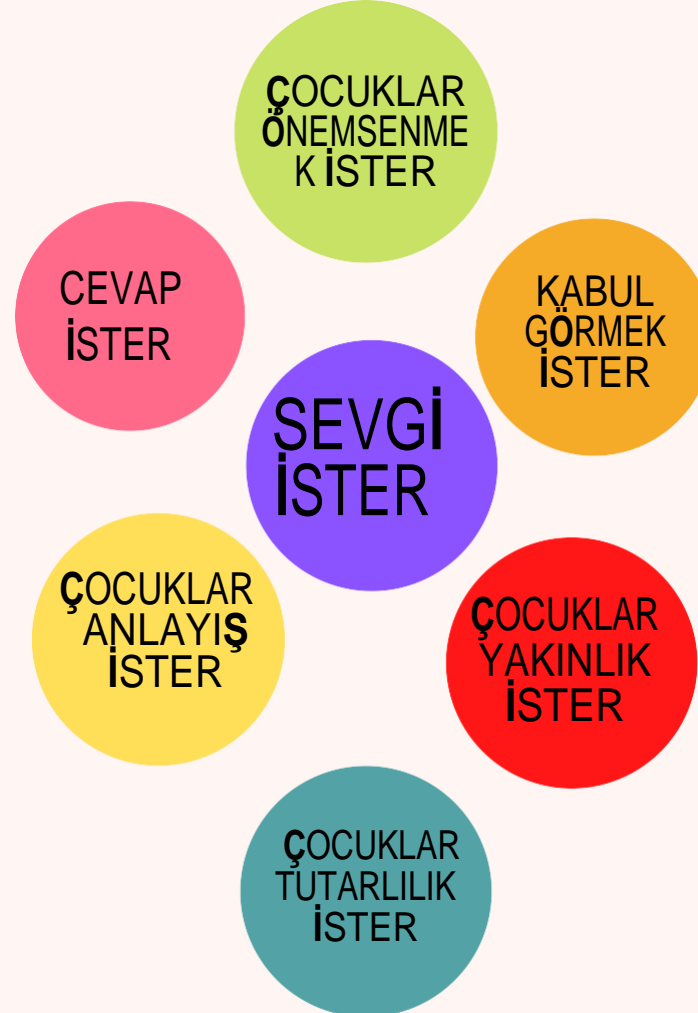 ÇOCUKLAR
ÖNEMSENME
K İSTER
CEVAP
İSTER
KABUL
GÖRMEK
İSTER
SEVGİ
İSTER
ÇOCUKLAR
ANLAYIŞ
İSTER
ÇOCUKLAR
YAKINLIK
İSTER
ÇOCUKLAR
TUTARLILIK
İSTER